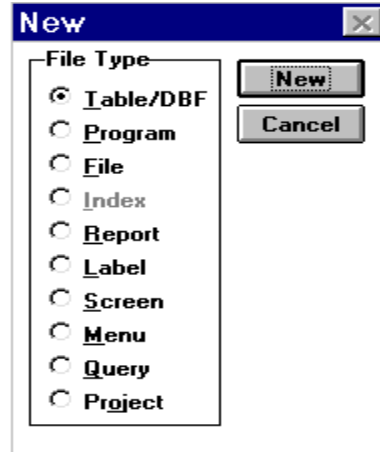 New
File Type
Table/DBF
Program
File
Index
Report
Label
Screen
Menu
Query
Project
New
Cancel